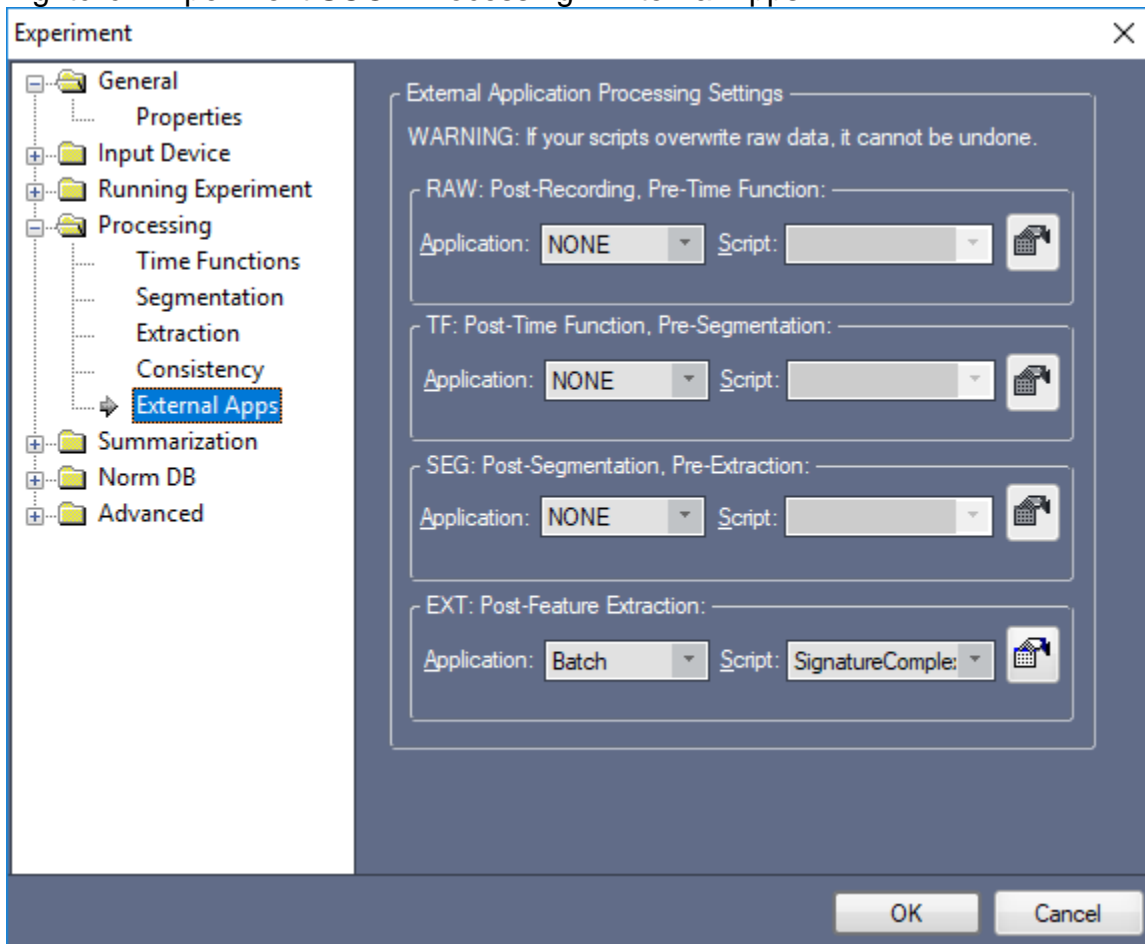 Experiment
General
Properties
Input Device
Running Experiment
Processing
Time Functions
Segmentation
Extraction
Consistency
External Apps
Summarization
Norm DB
Advanced
External Application Processing Settings
WARNING: If your scripts overwrite raw data, it cannot be undone.
RAW: Post-Recording, Pre-Time Function:
Application: NONE Script:
TF: Post-Time Function, Pre-Segmentation:
Application: NONE Script:
SEG: Post-Segmentation, Pre-Extraction:
Application: NONE Script:
EXT: Post-Feature Extraction:
Application: Batch Script: SignatureComple
OK Cancel